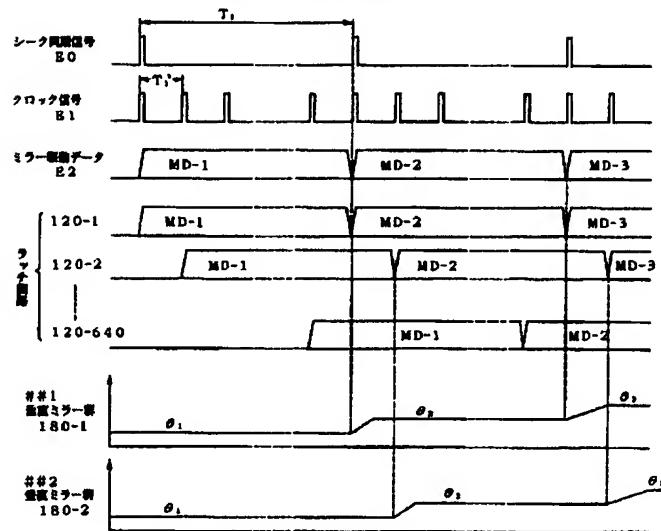 T₁
シーク同期信号
E0
T₁'
クロック信号
E1
ミラー駆動データ
E2
MD-1
MD-2
MD-3
120-1
MD-1
MD-2
MD-3
ラッチ回路
120-2
MD-1
MD-2
MD-3
120-640
MD-1
MD-2
##1
垂直ミラー群
180-1
θ₁
θ₂
θ₃
##2
垂直ミラー群
180-2
θ₁
θ₂